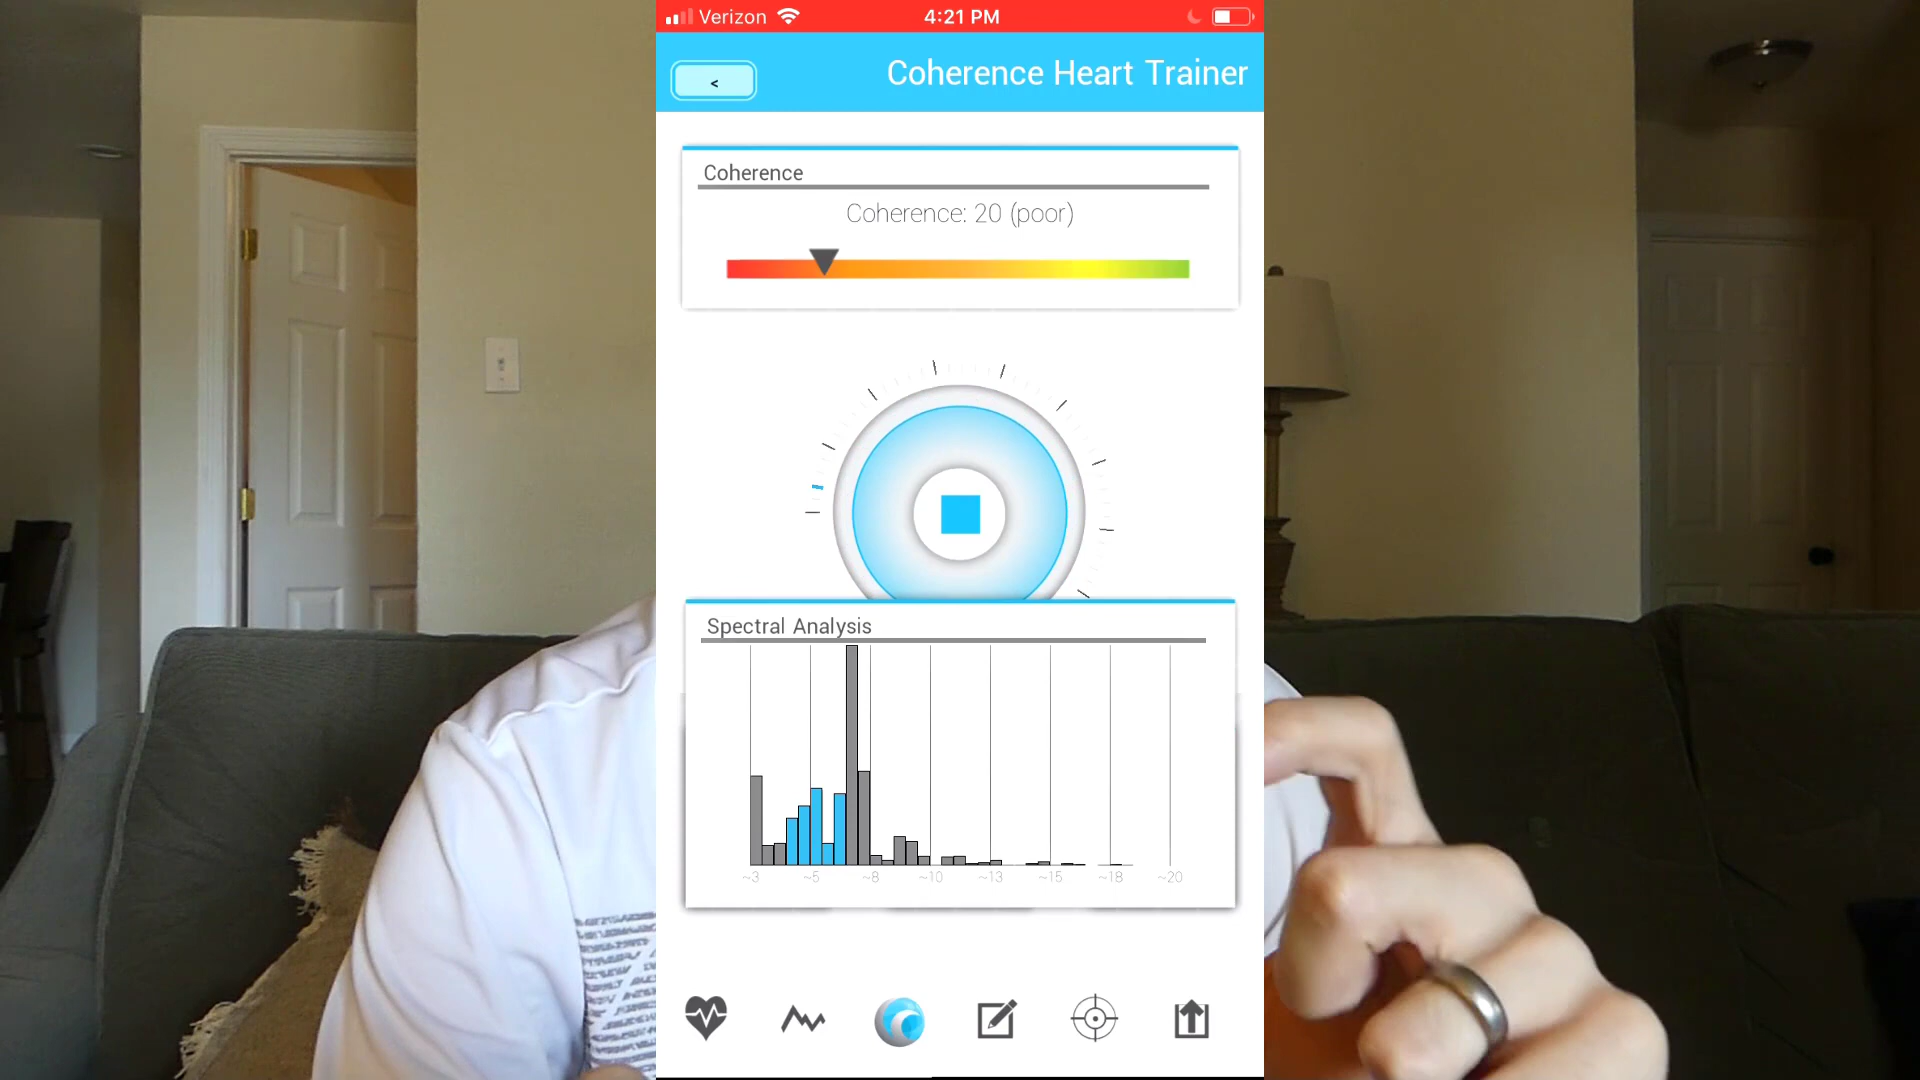 Verizon 4:21 PM
< Coherence Heart Trainer
Coherence
Coherence: 20 (poor)
Spectral Analysis
~3 ~5 ~8 ~10 ~13 ~15 ~18 ~20